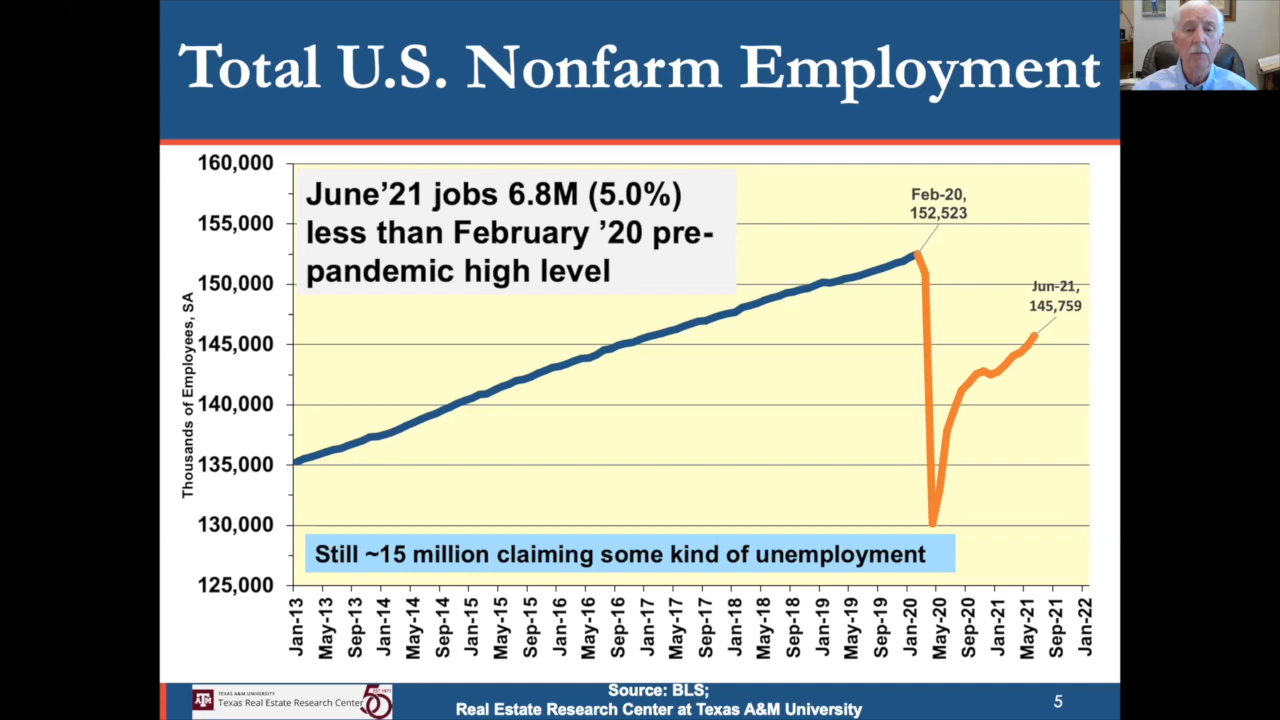 Total U.S. Nonfarm Employment
160,000
155,000
150,000
145,000
140,000
135,000
130,000
125,000
Thousands of Employees, SA
June’21 jobs 6.8M (5.0%)
less than February ’20 pre-
pandemic high level
Feb-20,
152,523
Jun-21,
145,759
Still ~15 million claiming some kind of unemployment
Jan-13
May-13
Sep-13
Jan-14
May-14
Sep-14
Jan-15
May-15
Sep-15
Jan-16
May-16
Sep-16
Jan-17
May-17
Sep-17
Jan-18
May-18
Sep-18
Jan-19
May-19
Sep-19
Jan-20
May-20
Sep-20
Jan-21
May-21
Sep-21
Jan-22
ATM
TEXAS A&M UNIVERSITY
Texas Real Estate Research Center
EST 1971
50
Source: BLS;
Real Estate Research Center at Texas A&M University
5